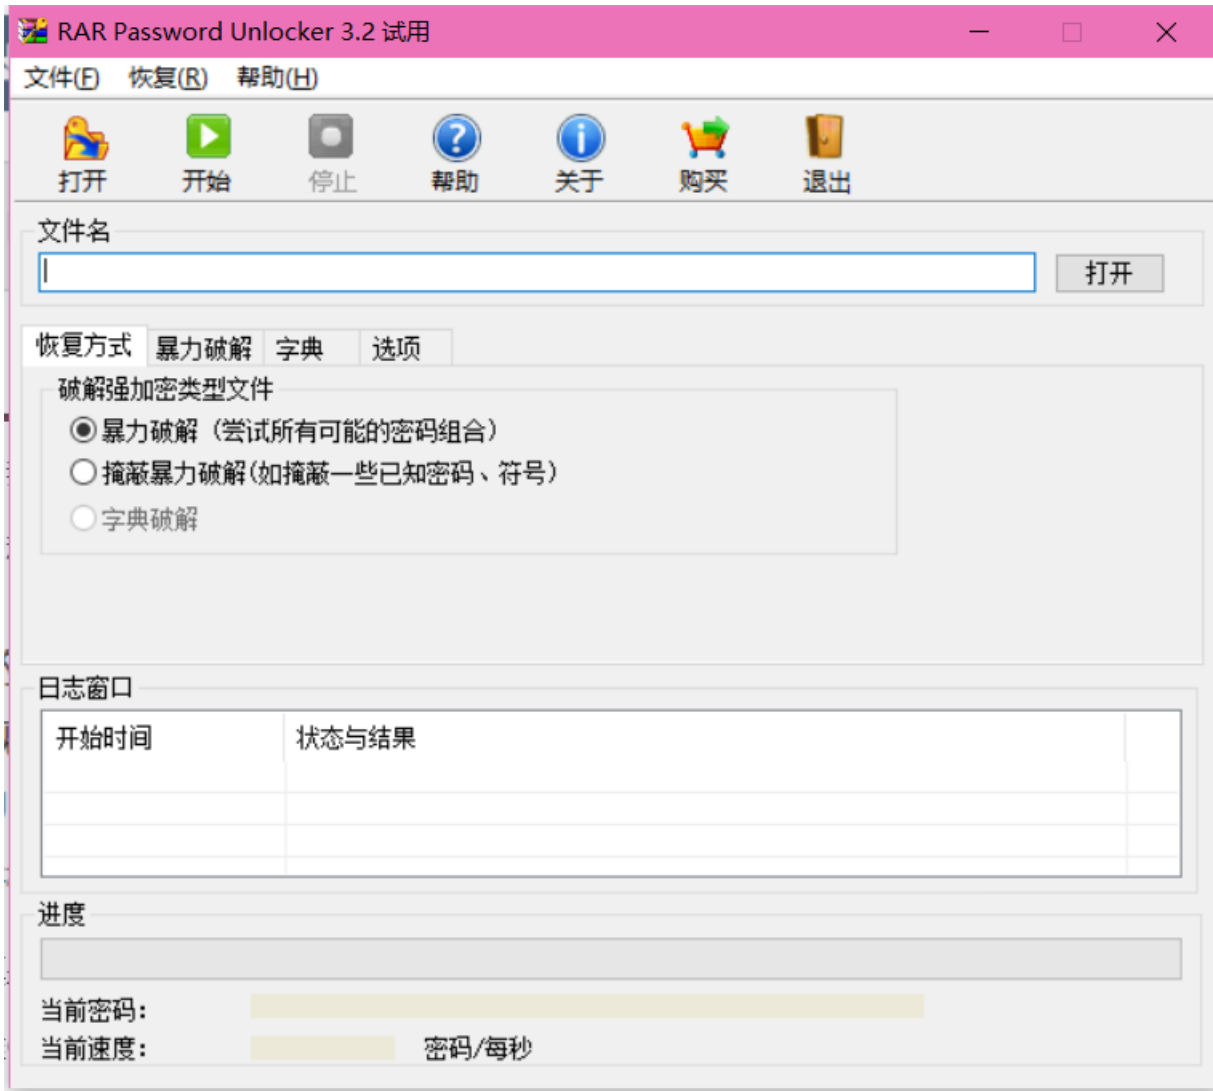 RAR Password Unlocker 3.2 试用
文件(F) 恢复(R) 帮助(H)
打开 开始 停止 帮助 关于 购买 退出
文件名
打开
恢复方式 暴力破解 字典 选项
破解强加密类型文件
暴力破解（尝试所有可能的密码组合）
掩蔽暴力破解(如掩蔽一些已知密码、符号)
字典破解
日志窗口
开始时间 状态与结果
进度
当前密码：
当前速度： 密码/每秒